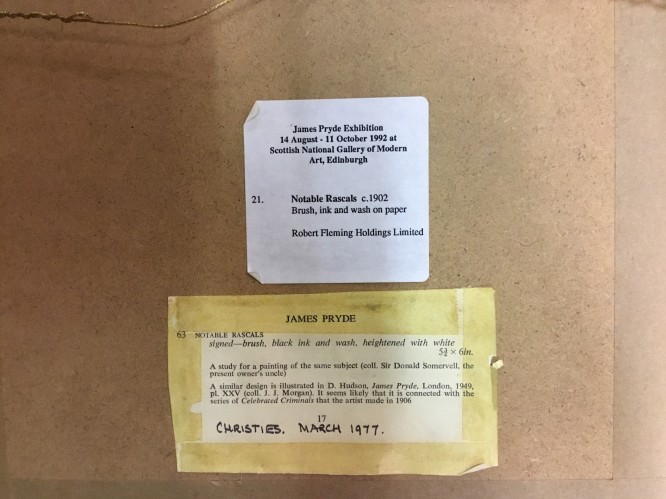 James Pryde Exhibition
14 August - 11 October 1992 at
Scottish National Gallery of Modern
Art, Edinburgh
21. Notable Rascals c.1902
Brush, ink and wash on paper
Robert Fleming Holdings Limited
JAMES PRYDE
63 NOTABLE RASCALS
signed—brush, black ink and wash, heightened with white
5¾ × 6in.
A study for a painting of the same subject (coll. Sir Donald Somervell, the
present owner's uncle)
A similar design is illustrated in D. Hudson, James Pryde, London, 1949,
pl. XXV (coll. J. J. Morgan). It seems likely that it is connected with the
series of Celebrated Criminals that the artist made in 1906
17
CHRISTIES. MARCH 1977.